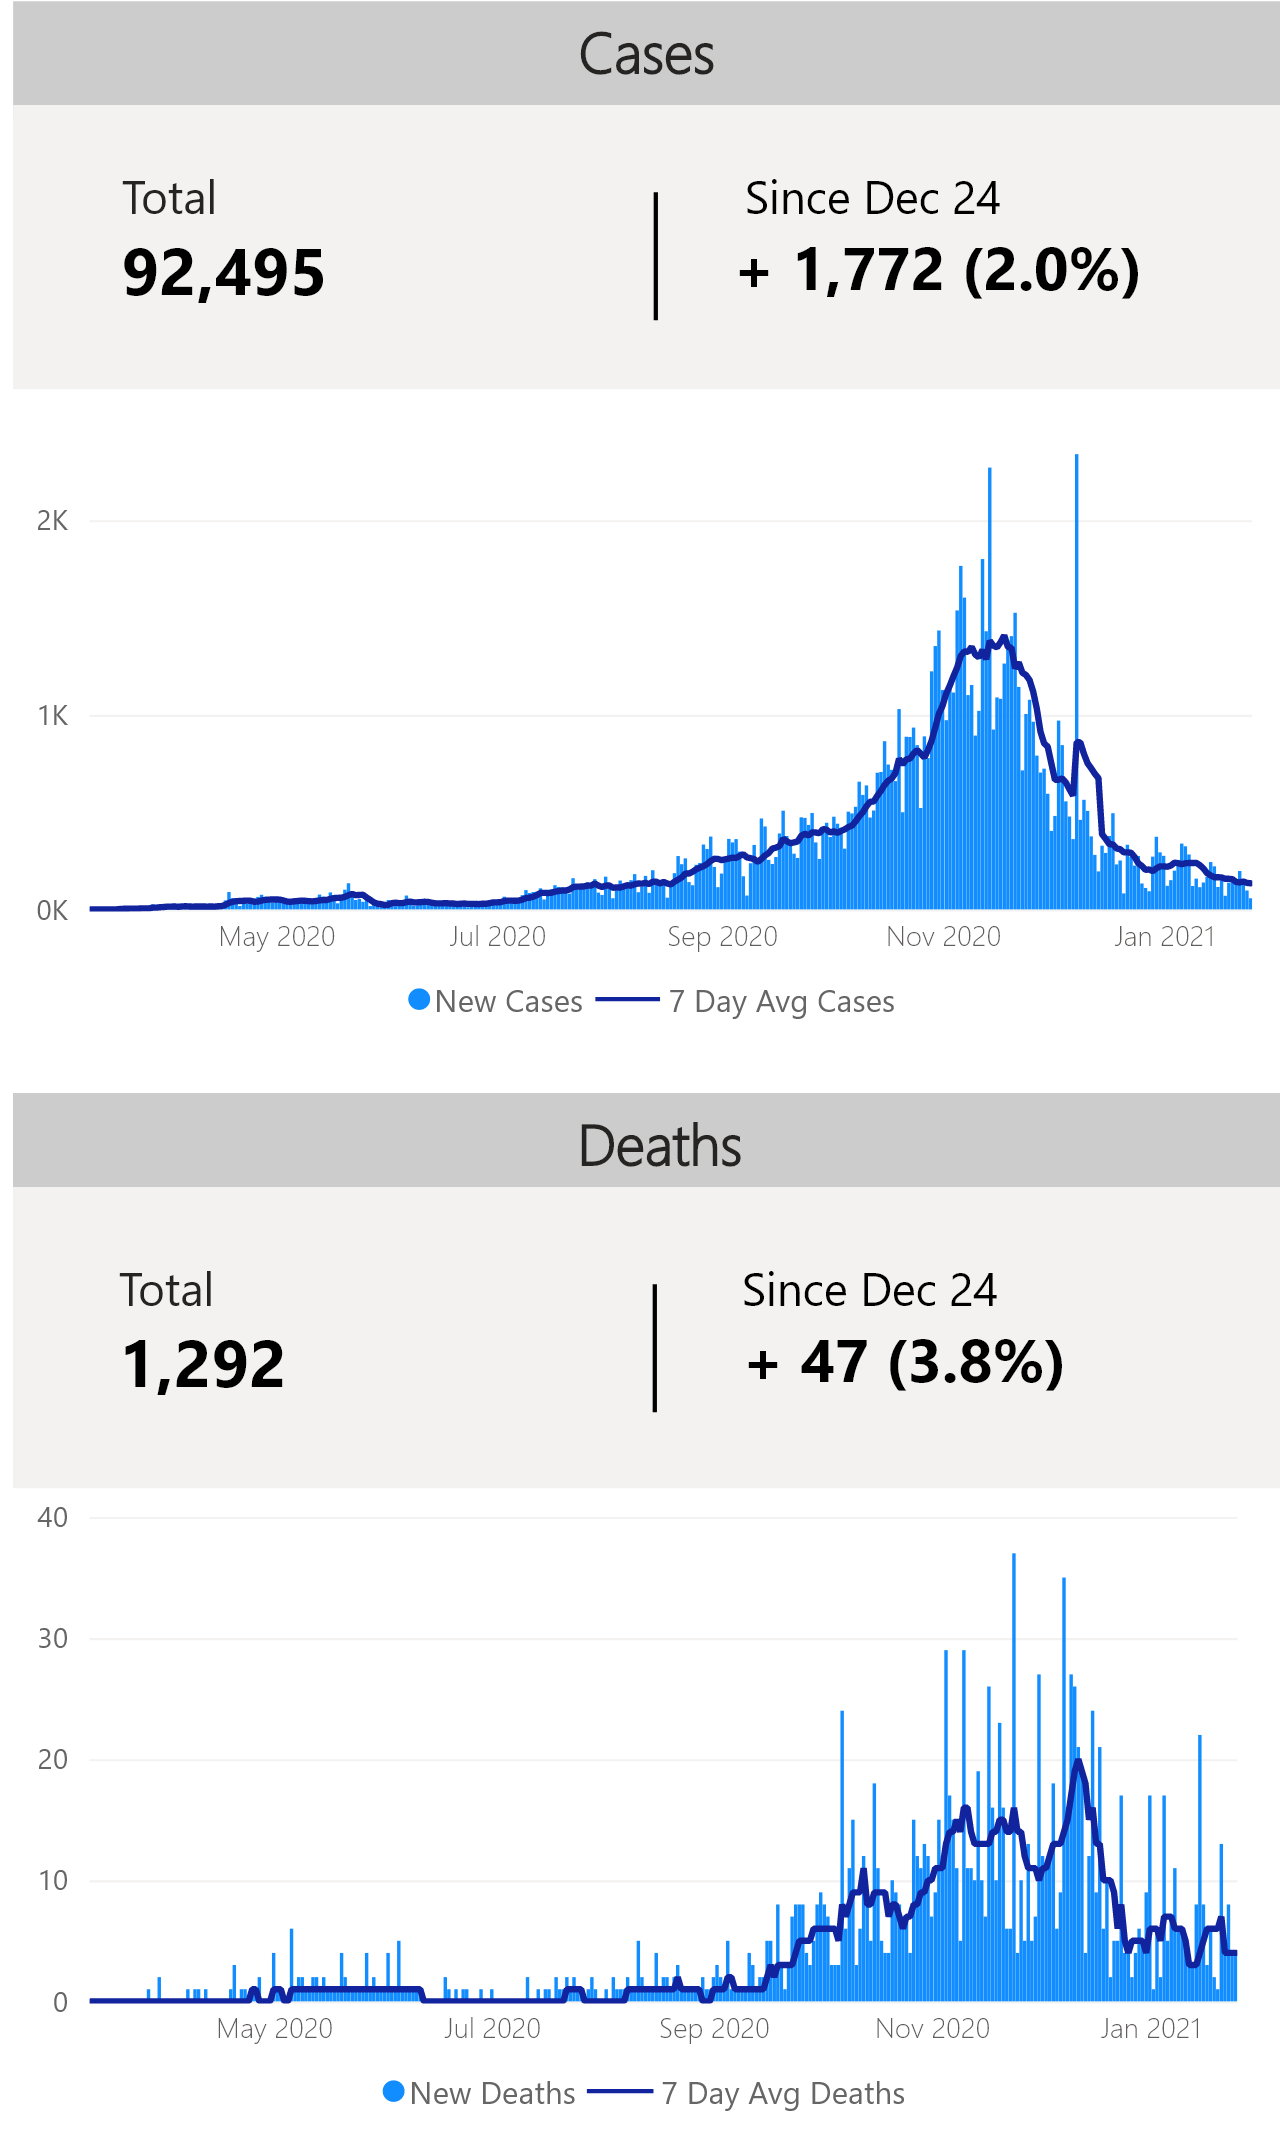 Cases
Total
Since Dec 24
92,495
+ 1,772 (2.0%)
2K
1K
0K
May 2020
Jul 2020
Sep 2020
Nov 2020
Jan 2021
New Cases
7 Day Avg Cases
Deaths
Total
Since Dec 24
1,292
+ 47 (3.8%)
40
30
20
10
0
May 2020
Jul 2020
Sep 2020
Nov 2020
Jan 2021
New Deaths
7 Day Avg Deaths